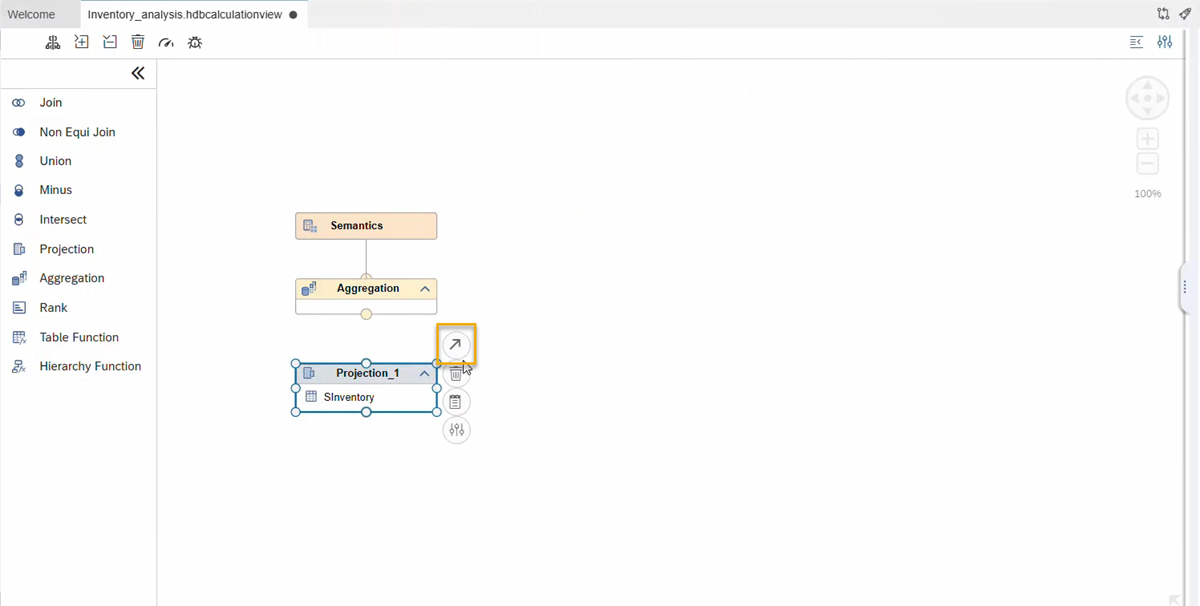 Welcome
Inventory_analysis.hdbcalculationview
Join
Non Equi Join
Union
Minus
Intersect
Projection
Aggregation
Rank
Table Function
Hierarchy Function
Semantics
Aggregation
Projection_1
SInventory
100%